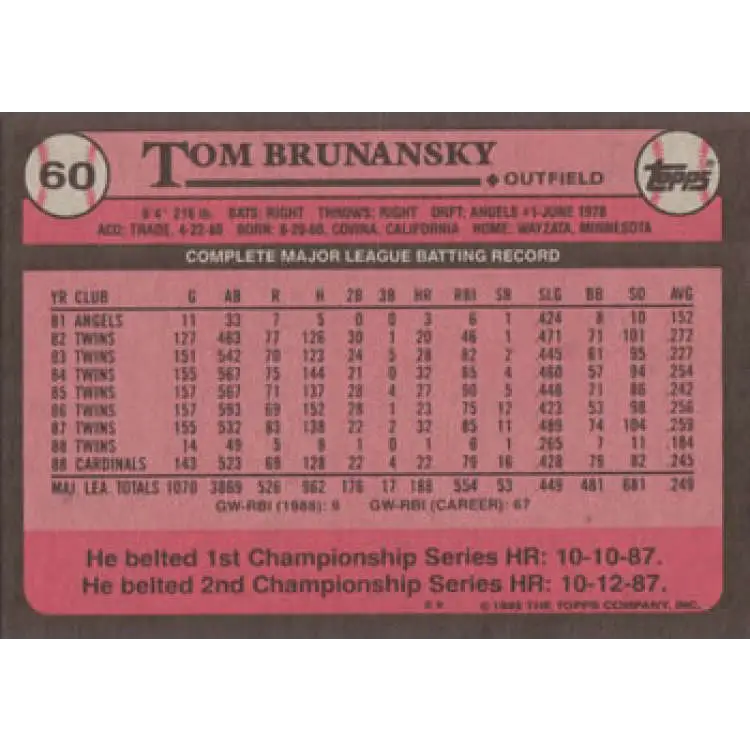 60
TOM BRUNANSKY
OUTFIELD
topps
6'4" 216 lb. BATS: RIGHT THROWS: RIGHT DRFT: ANGELS #1-JUNE 1978
ACQ: TRADE, 4-22-88 BORN: 8-20-60, COVINA, CALIFORNIA HOME: WAYZATA, MINNESOTA
COMPLETE MAJOR LEAGUE BATTING RECORD
YR CLUB G AB R H 2B 3B HR RBI SB SLG BB SO AVG
81 ANGELS 11 33 7 5 0 0 3 6 1 .424 8 10 .152
82 TWINS 127 463 77 126 30 1 20 46 1 .471 71 101 .272
83 TWINS 151 542 70 123 24 5 28 82 2 .445 61 95 .227
84 TWINS 155 567 75 144 21 0 32 85 4 .460 57 94 .254
85 TWINS 157 567 71 137 28 4 27 90 5 .448 71 86 .242
86 TWINS 157 593 69 152 28 1 23 75 12 .423 53 98 .256
87 TWINS 155 532 83 138 22 2 32 85 11 .489 74 104 .259
88 TWINS 14 49 5 9 1 0 1 6 1 .265 7 11 .184
88 CARDINALS 143 523 69 128 22 4 22 79 16 .428 79 82 .245
MAJ. LEA. TOTALS 1070 3869 526 962 176 17 188 554 53 .449 481 681 .249
GW-RBI (1988): 9 GW-RBI (CAREER): 67
He belted 1st Championship Series HR: 10-10-87.
He belted 2nd Championship Series HR: 10-12-87.
© THE TOPPS COMPANY, INC.